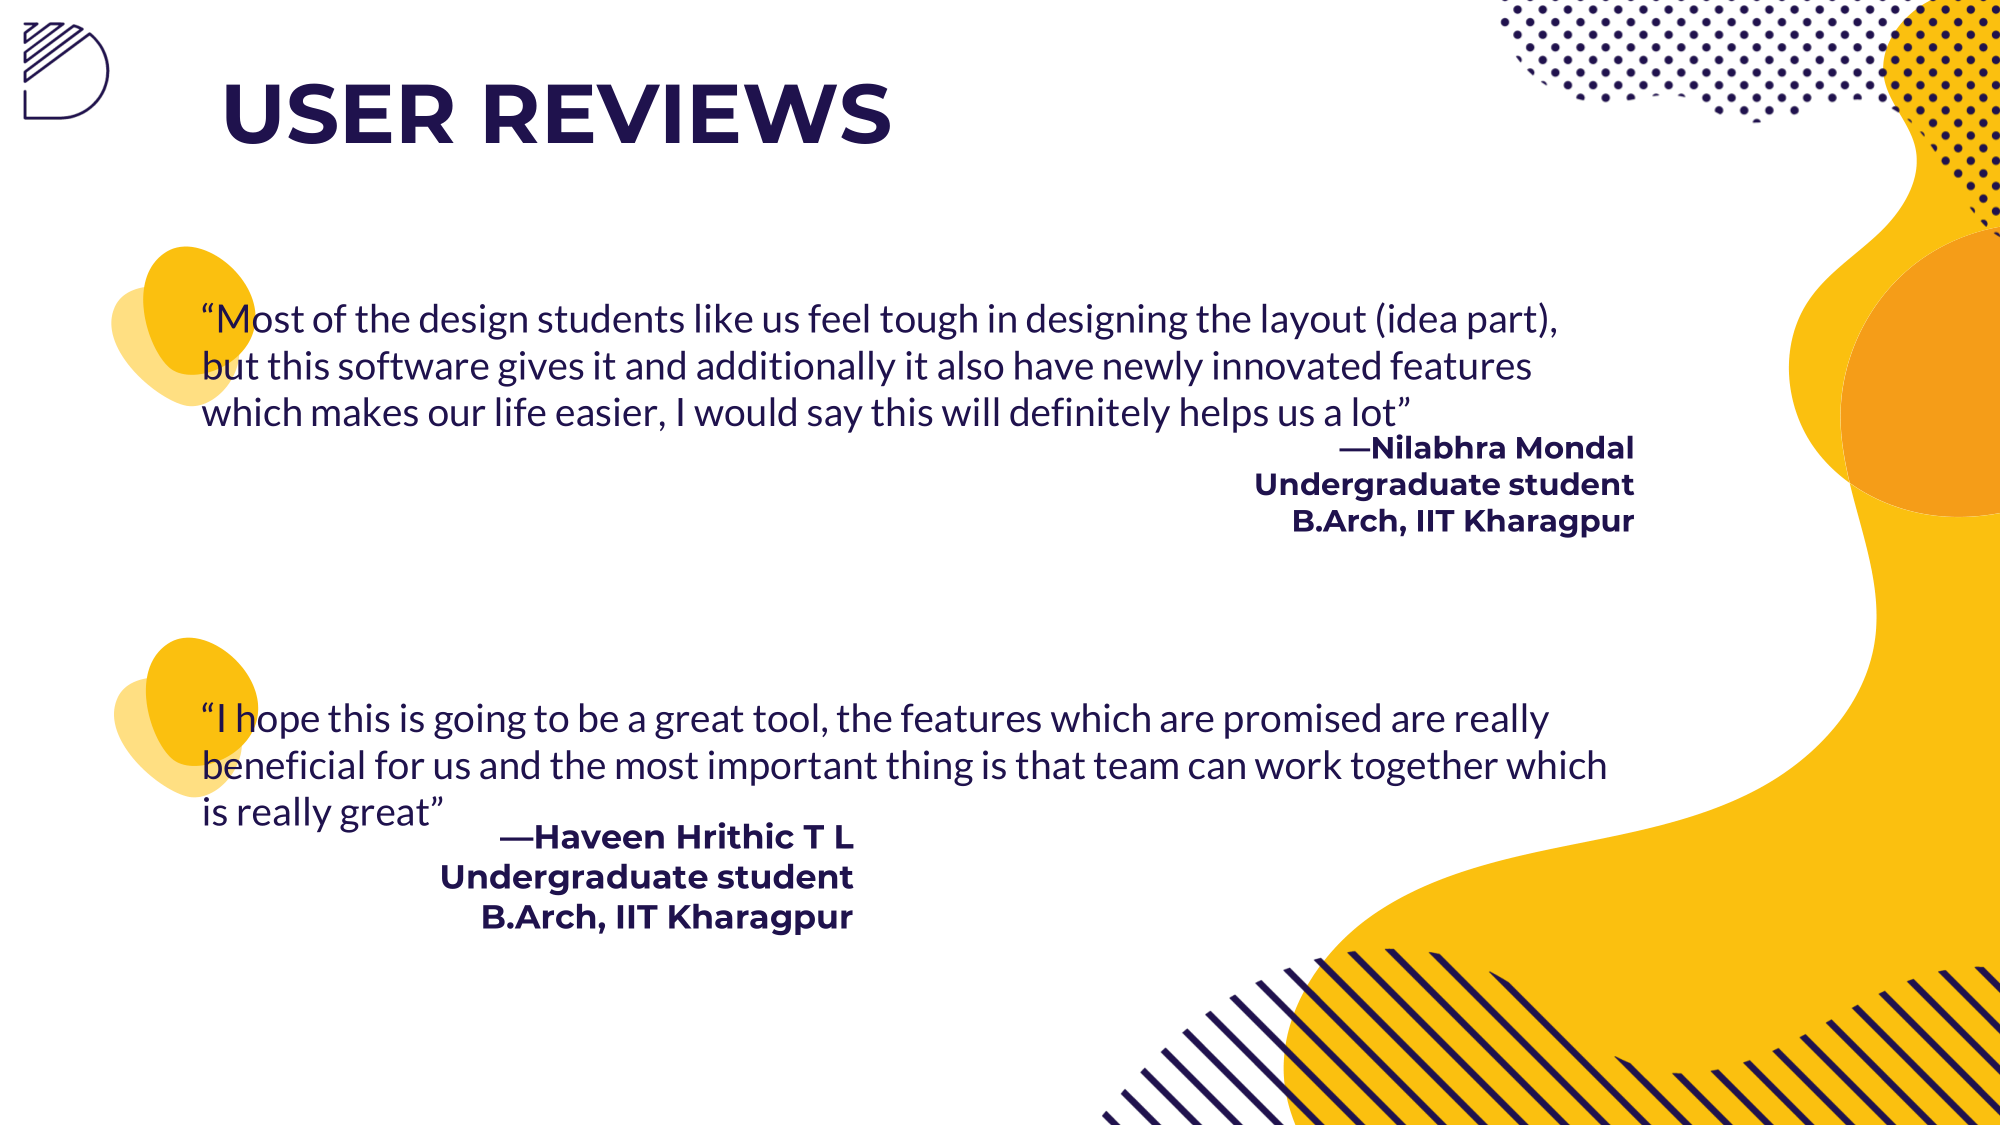 USER REVIEWS
“Most of the design students like us feel tough in designing the layout (idea part),
but this software gives it and additionally it also have newly innovated features
which makes our life easier, I would say this will definitely helps us a lot”
—Nilabhra Mondal
Undergraduate student
B.Arch, IIT Kharagpur
“I hope this is going to be a great tool, the features which are promised are really
beneficial for us and the most important thing is that team can work together which
is really great”
—Haveen Hrithic T L
Undergraduate student
B.Arch, IIT Kharagpur